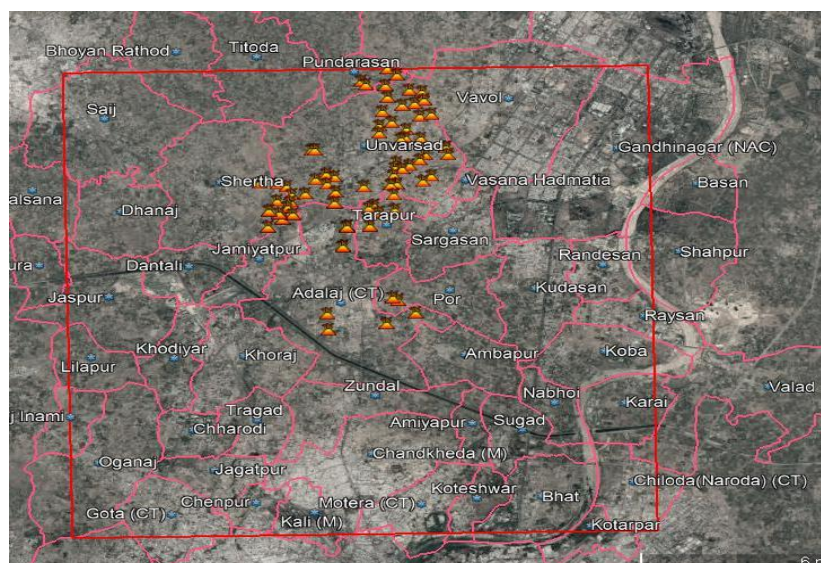 Bhoyan Rathod
Titoda
Pundarasan
Saij
Vavol
Unvarsad
Gandhinagar (NAC)
Shertha
Vasana Hadmatia
Basan
Dhanaj
Tarapur
Sargasan
Jamiyatpur
Shahpur
Dantali
Randesan
Jaspur
Adalaj (CT)
Por
Kudasan
Raysan
Khodiyar
Khoraj
Lilapur
Ambapur
Koba
Zundal
Nabhoi
Valad
Karai
j Inami
Tragad
Chharodi
Amiyapur
Sugad
Oganaj
Jagatpur
Chandkheda (M)
Chiloda(Naroda) (CT)
Koteshwar
Bhat
Gota (CT)
Chenpur
Motera (CT)
Kali (M)
Kotarpar